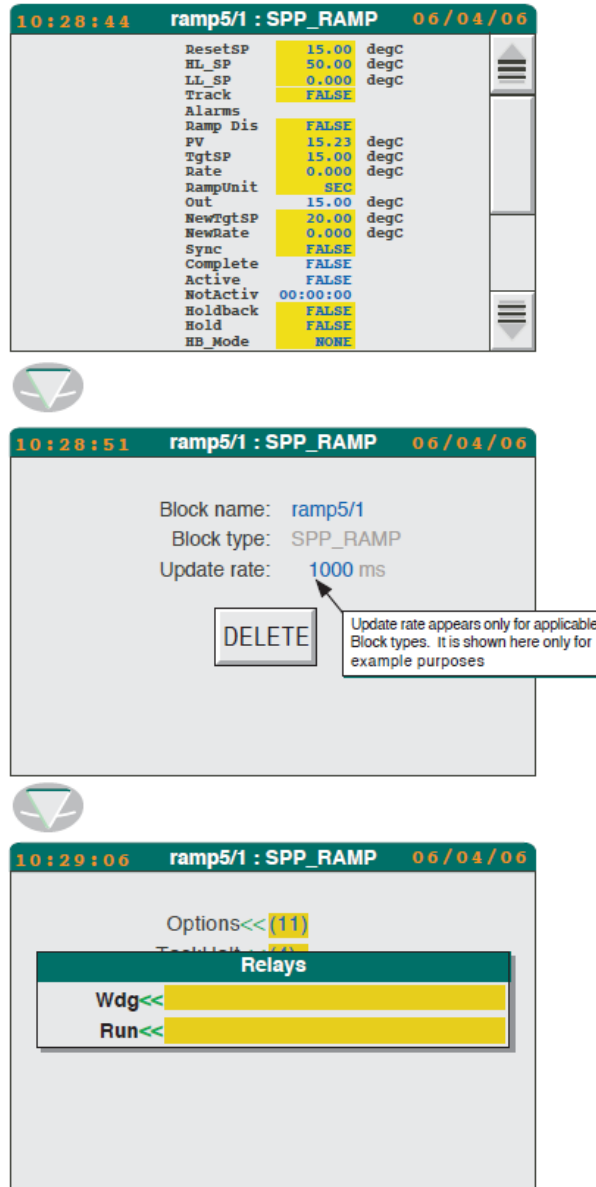 10:28:44 ramp5/1 : SPP_RAMP 06/04/06
ResetSP 15.00 degC
HL_SP 50.00 degC
LL_SP 0.000 degC
Track FALSE
Alarms
Ramp Dis FALSE
PV 15.23 degC
TgtSP 15.00 degC
Rate 0.000 degC
RampUnit SEC
Out 15.00 degC
NewTgtSP 20.00 degC
NewRate 0.000 degC
Sync FALSE
Complete FALSE
Active FALSE
NotActiv 00:00:00
Holdback FALSE
Hold FALSE
HB_Mode NONE
10:28:51 ramp5/1 : SPP_RAMP 06/04/06
Block name: ramp5/1
Block type: SPP_RAMP
Update rate: 1000 ms
DELETE
Update rate appears only for applicable
Block types. It is shown here only for
example purposes
10:29:06 ramp5/1 : SPP_RAMP 06/04/06
Options<<(11)
Relays
Wdg<<
Run<<